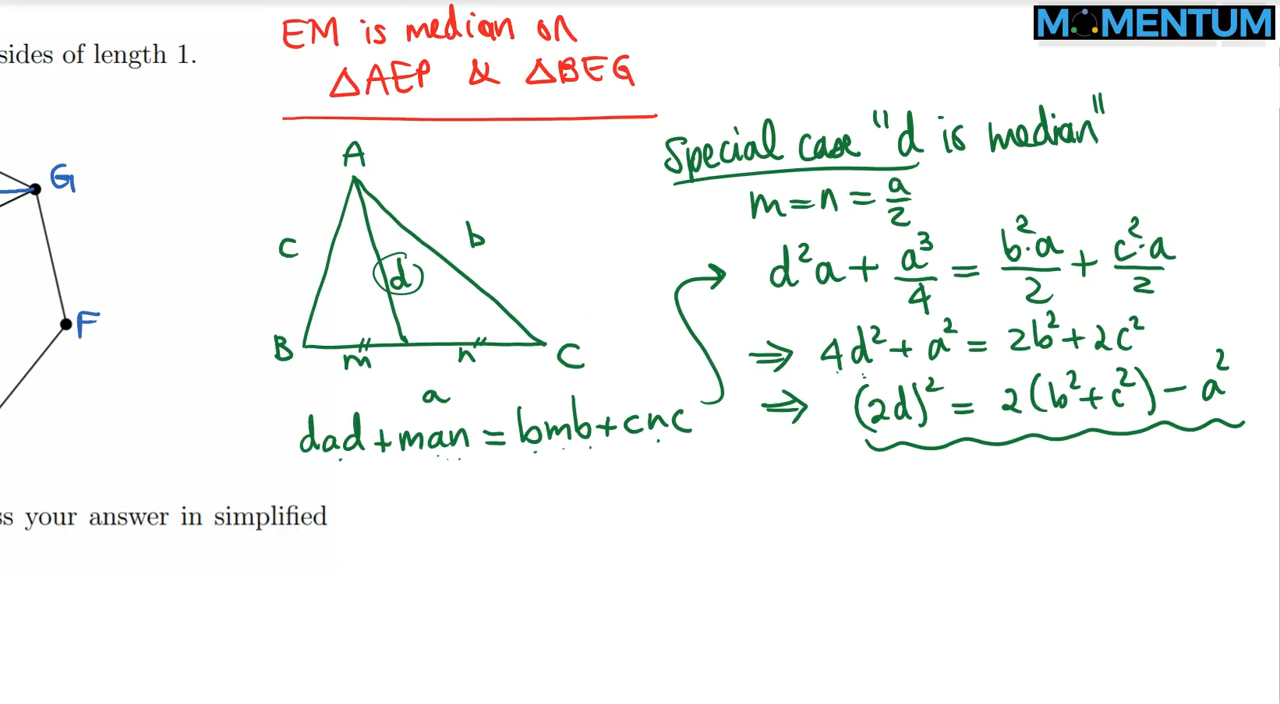 MOMENTUM
sides of length 1.
EM is median on
△AEP & △BEG
G
F
ss your answer in simplified
A
c
b
d
B
m
n
C
a
dad + man = bmb + cnc
Special case "d is median"
m = n = a/2
d²a + a³/4 = b²·a/2 + c²·a/2
⇒ 4d² + a² = 2b² + 2c²
⇒ (2d)² = 2(b² + c²) − a²